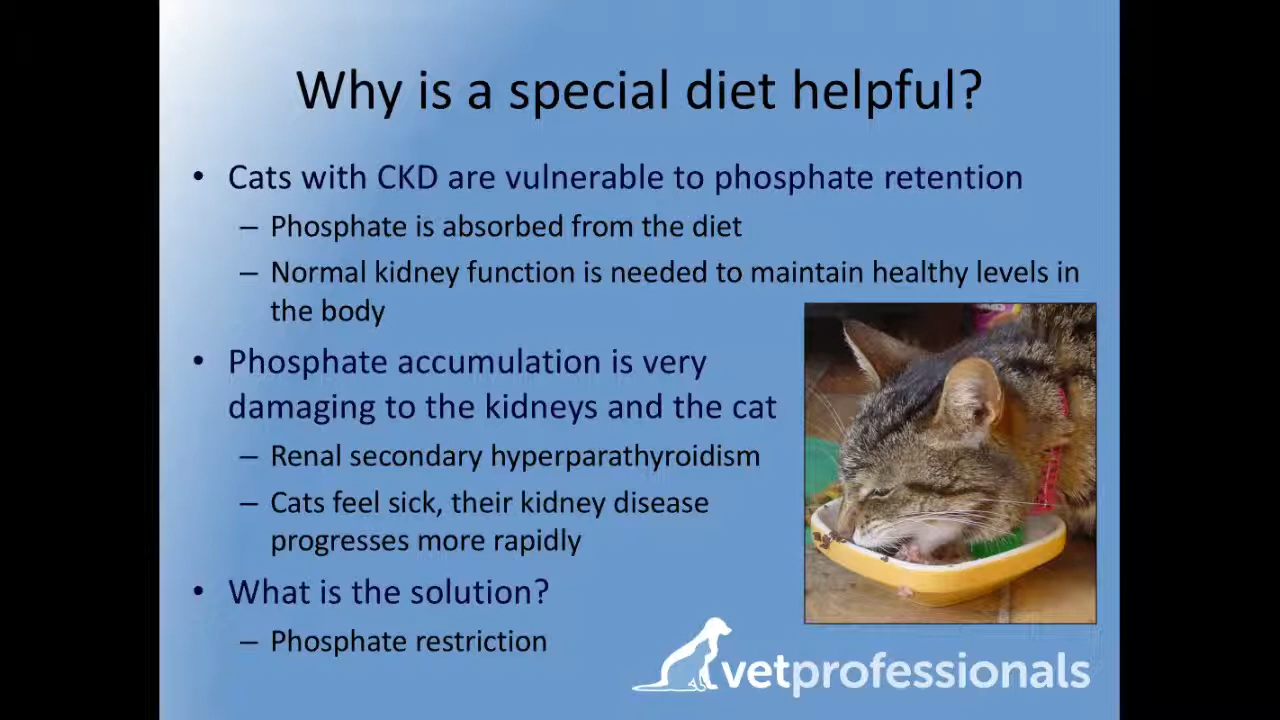 Why is a special diet helpful?
• Cats with CKD are vulnerable to phosphate retention
– Phosphate is absorbed from the diet
– Normal kidney function is needed to maintain healthy levels in
the body
• Phosphate accumulation is very
damaging to the kidneys and the cat
– Renal secondary hyperparathyroidism
– Cats feel sick, their kidney disease
progresses more rapidly
• What is the solution?
– Phosphate restriction
vetprofessionals